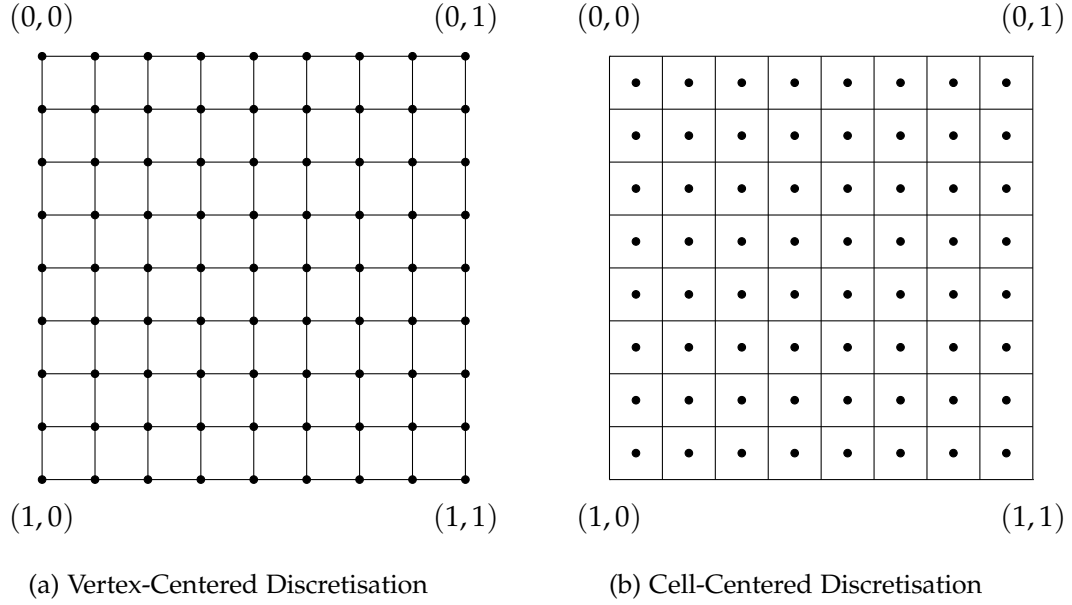 (0, 0) (0, 1) (0, 0) (0, 1)
(1, 0) (1, 1) (1, 0) (1, 1)
(a) Vertex-Centered Discretisation (b) Cell-Centered Discretisation